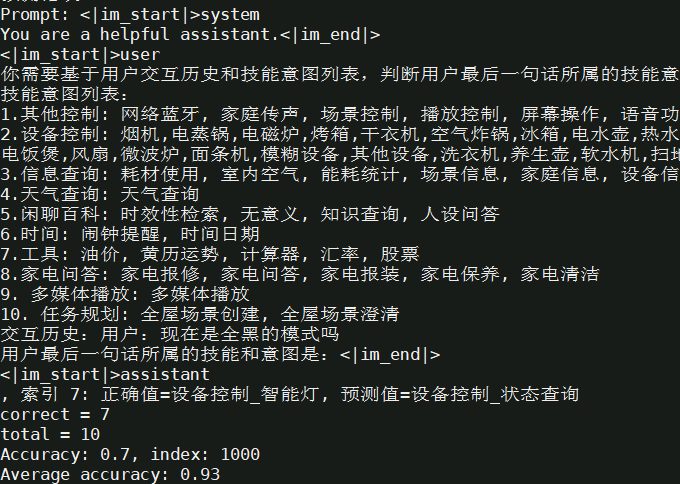 Prompt: <|im_start|>system
You are a helpful assistant.<|im_end|>
<|im_start|>user
你需要基于用户交互历史和技能意图列表，判断用户最后一句话所属的技能意
技能意图列表：
1.其他控制: 网络蓝牙, 家庭传声, 场景控制, 播放控制, 屏幕操作, 语音功
2.设备控制: 烟机,电蒸锅,电磁炉,烤箱,干衣机,空气炸锅,冰箱,电水壶,热水
电饭煲,风扇,微波炉,面条机,模糊设备,其他设备,洗衣机,养生壶,软水机,扫地
3.信息查询: 耗材使用, 室内空气, 能耗统计, 场景信息, 家庭信息, 设备信
4.天气查询: 天气查询
5.闲聊百科: 时效性检索, 无意义, 知识查询, 人设问答
6.时间: 闹钟提醒, 时间日期
7.工具: 油价, 黄历运势, 计算器, 汇率, 股票
8.家电问答: 家电报修, 家电问答, 家电报装, 家电保养, 家电清洁
9. 多媒体播放: 多媒体播放
10. 任务规划: 全屋场景创建, 全屋场景澄清
交互历史: 用户: 现在是全黑的模式吗
用户最后一句话所属的技能和意图是: <|im_end|>
<|im_start|>assistant
, 索引 7: 正确值=设备控制_智能灯, 预测值=设备控制_状态查询
correct = 7
total = 10
Accuracy: 0.7, index: 1000
Average accuracy: 0.93